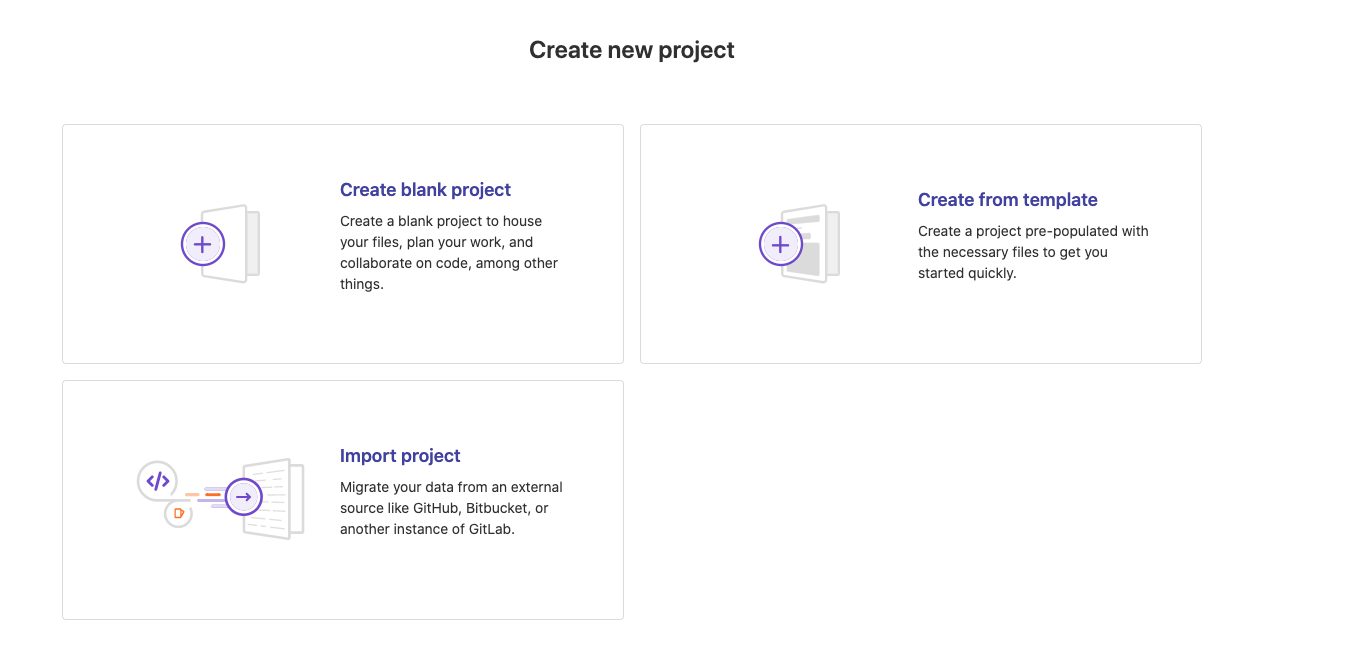 Create new project
Create blank project
Create a blank project to house
your files, plan your work, and
collaborate on code, among other
things.
Create from template
Create a project pre-populated with
the necessary files to get you
started quickly.
Import project
Migrate your data from an external
source like GitHub, Bitbucket, or
another instance of GitLab.